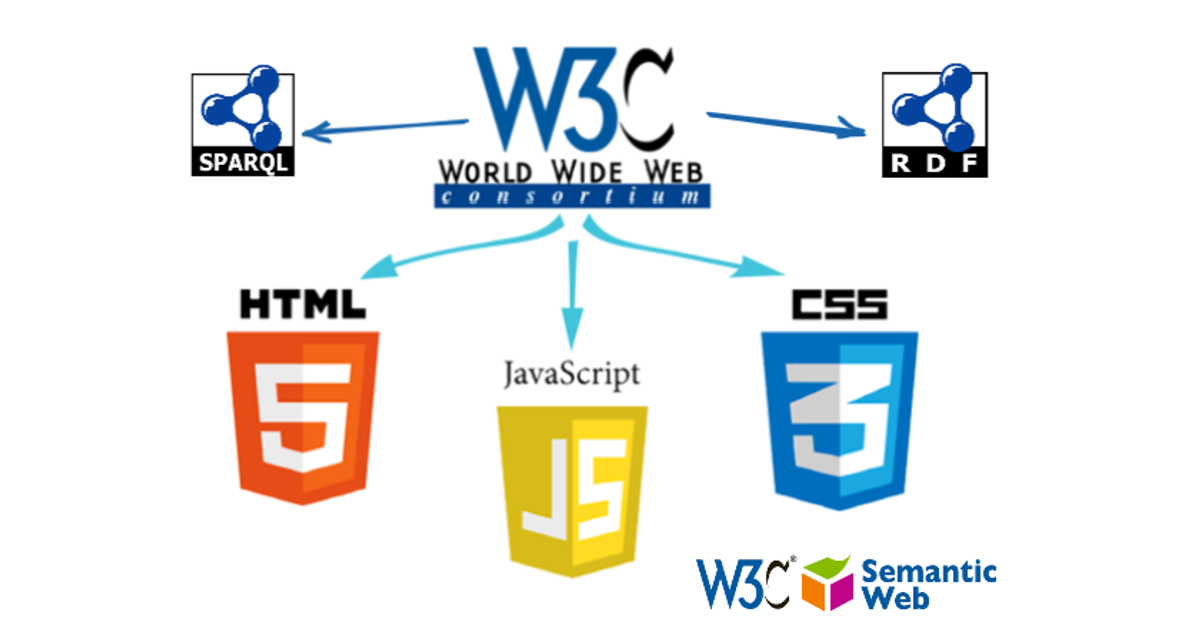 W3C
WORLD WIDE WEB
consortium
SPARQL
RDF
HTML
5
JavaScript
JS
CSS
3
W3C®
Semantic
Web